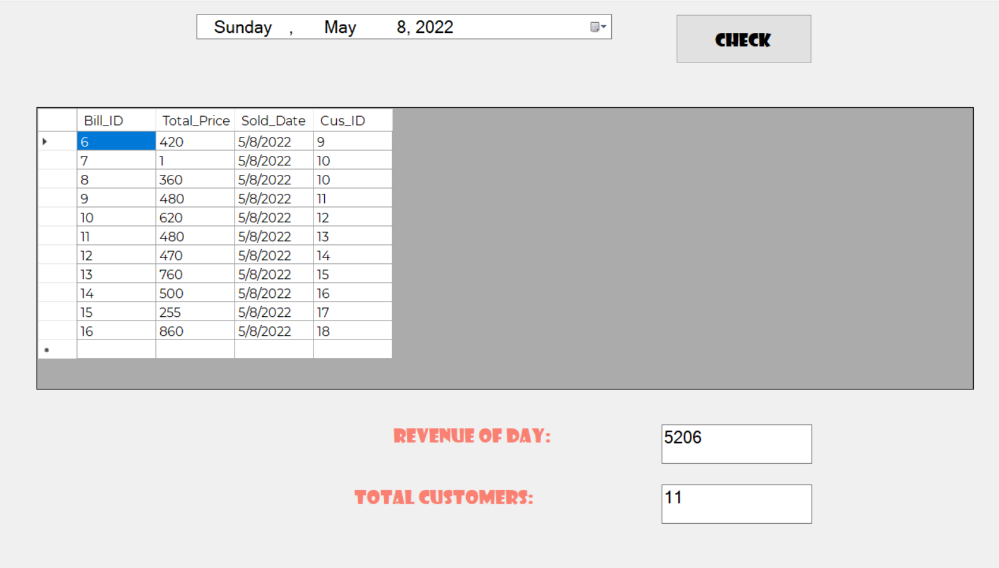 Sunday , May 8, 2022
CHECK
Bill_ID Total_Price Sold_Date Cus_ID
6 420 5/8/2022 9
7 1 5/8/2022 10
8 360 5/8/2022 10
9 480 5/8/2022 11
10 620 5/8/2022 12
11 480 5/8/2022 13
12 470 5/8/2022 14
13 760 5/8/2022 15
14 500 5/8/2022 16
15 255 5/8/2022 17
16 860 5/8/2022 18
REVENUE OF DAY: 5206
TOTAL CUSTOMERS: 11